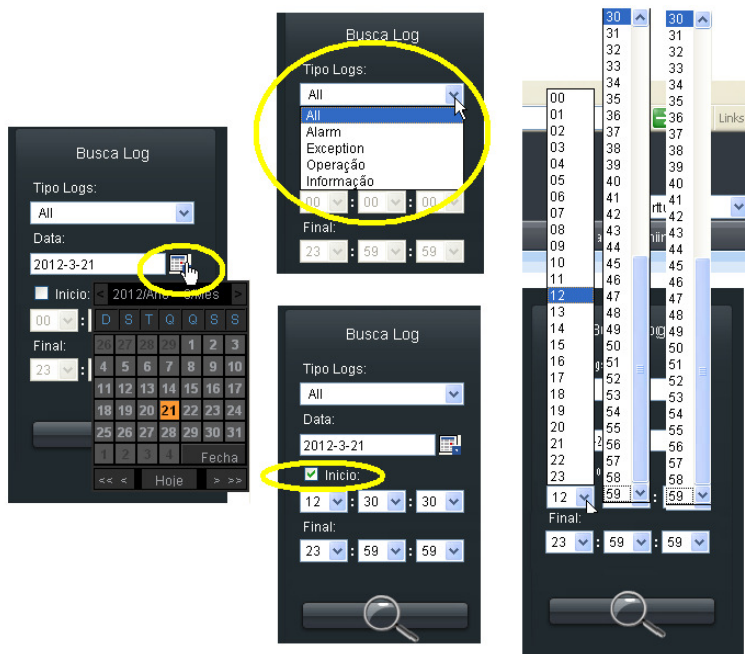 Busca Log
Tipo Logs:
All
Data:
2012-3-21
Inicio:
< 2012/Ano 3/Mes >
D S T Q Q S S
26 27 28 29 1 2 3
4 5 6 7 8 9 10
11 12 13 14 15 16 17
18 19 20 21 22 23 24
25 26 27 28 29 30 31
1 2 3 4 Fecha
<< < Hoje > >>
00 :
Final:
23 :
Busca Log
Tipo Logs:
All
All
Alarm
Exception
Operação
Informação
00 : 00 : 00
Final:
23 : 59 : 59
Busca Log
Tipo Logs:
All
Data:
2012-3-21
Inicio:
12 : 30 : 30
Final:
23 : 59 : 59
Links
00
01
02
03
04
05
06
07
08
09
10
11
12
13
14
15
16
17
18
19
20
21
22
23
12
30
31
32
33
34
35
36
37
38
39
40
41
42
43
44
45
46
47
48
49
50
51
52
53
54
55
56
57
58
59
30
31
32
33
34
35
36
37
38
39
40
41
42
43
44
45
46
47
48
49
50
51
52
53
54
55
56
57
58
59
Final:
23 : 59 : 59